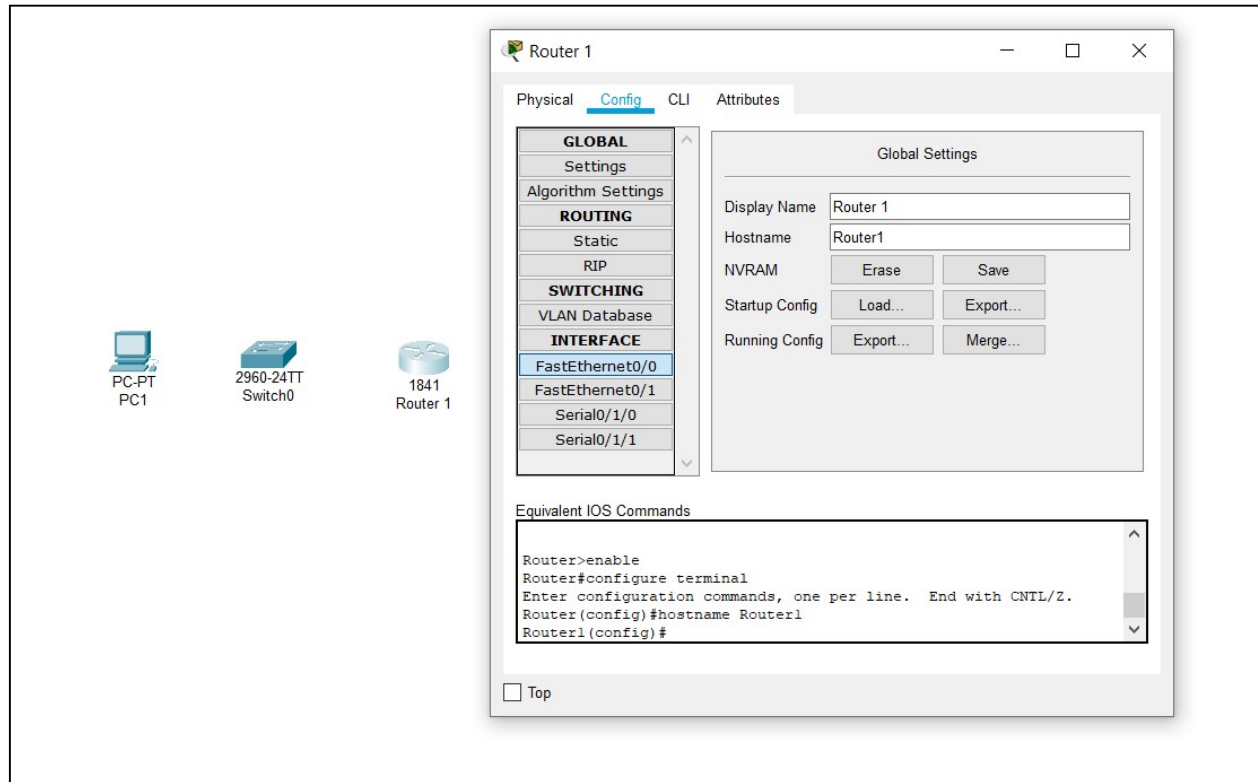 PC-PT
PC1
2960-24TT
Switch0
1841
Router 1
Router 1
Physical Config CLI Attributes
GLOBAL
Settings
Algorithm Settings
ROUTING
Static
RIP
SWITCHING
VLAN Database
INTERFACE
FastEthernet0/0
FastEthernet0/1
Serial0/1/0
Serial0/1/1
Global Settings
Display Name Router 1
Hostname Router1
NVRAM Erase Save
Startup Config Load... Export...
Running Config Export... Merge...
Equivalent IOS Commands
Router>enable
Router#configure terminal
Enter configuration commands, one per line. End with CNTL/Z.
Router(config)#hostname Router1
Router1(config)#
Top